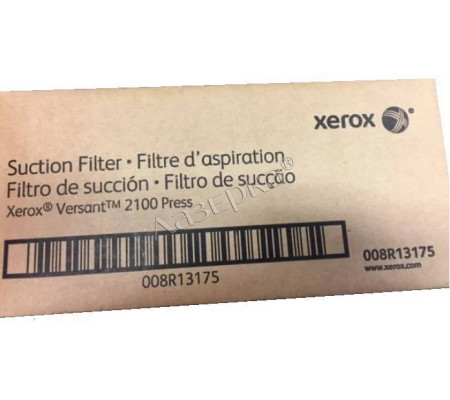 xerox
Suction Filter • Filtre d'aspiration
Filtro de succión • Filtro de sucção
Xerox® Versant™ 2100 Press
Лазерка®
008R13175
008R13175
www.xerox.com